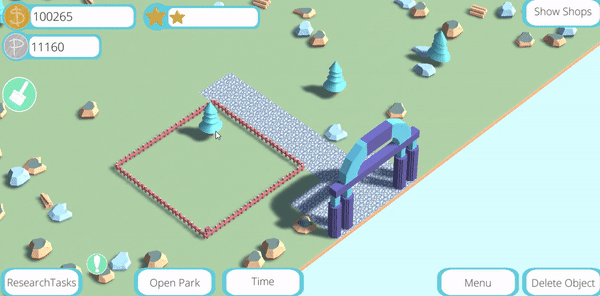 100265
Show Shops
11160
ResearchTasks
Open Park
Time
Menu
Delete Object